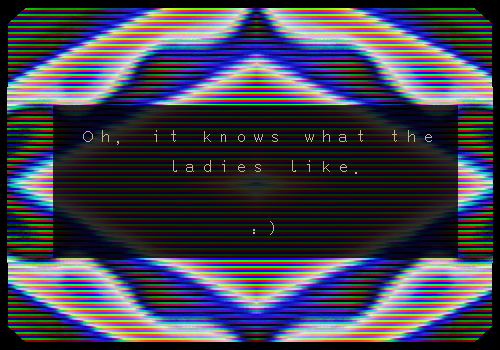 Oh, it knows what the
ladies like.
:)